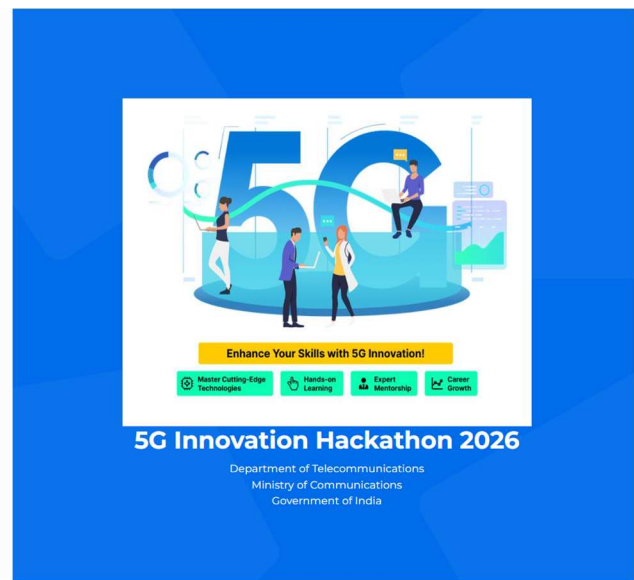 5G
Enhance Your Skills with 5G Innovation!
Master Cutting-Edge
Technologies
Hands-on
Learning
Expert
Mentorship
Career
Growth
5G Innovation Hackathon 2026
Department of Telecommunications
Ministry of Communications
Government of India